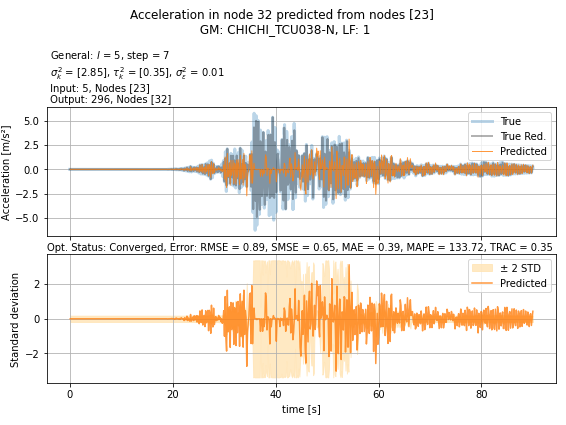 Acceleration in node 32 predicted from nodes [23]
GM: CHICHI_TCU038-N, LF: 1
General: l = 5, step = 7
σ²ₖ = [2.85], τ²ₖ = [0.35], σ²ε = 0.01
Input: 5, Nodes [23]
Output: 296, Nodes [32]
Acceleration [m/s²]
5.0
2.5
0.0
−2.5
−5.0
True
True Red.
Predicted
Opt. Status: Converged, Error: RMSE = 0.89, SMSE = 0.65, MAE = 0.39, MAPE = 133.72, TRAC = 0.35
Standard deviation
2
0
−2
± 2 STD
Predicted
0
20
40
60
80
time [s]